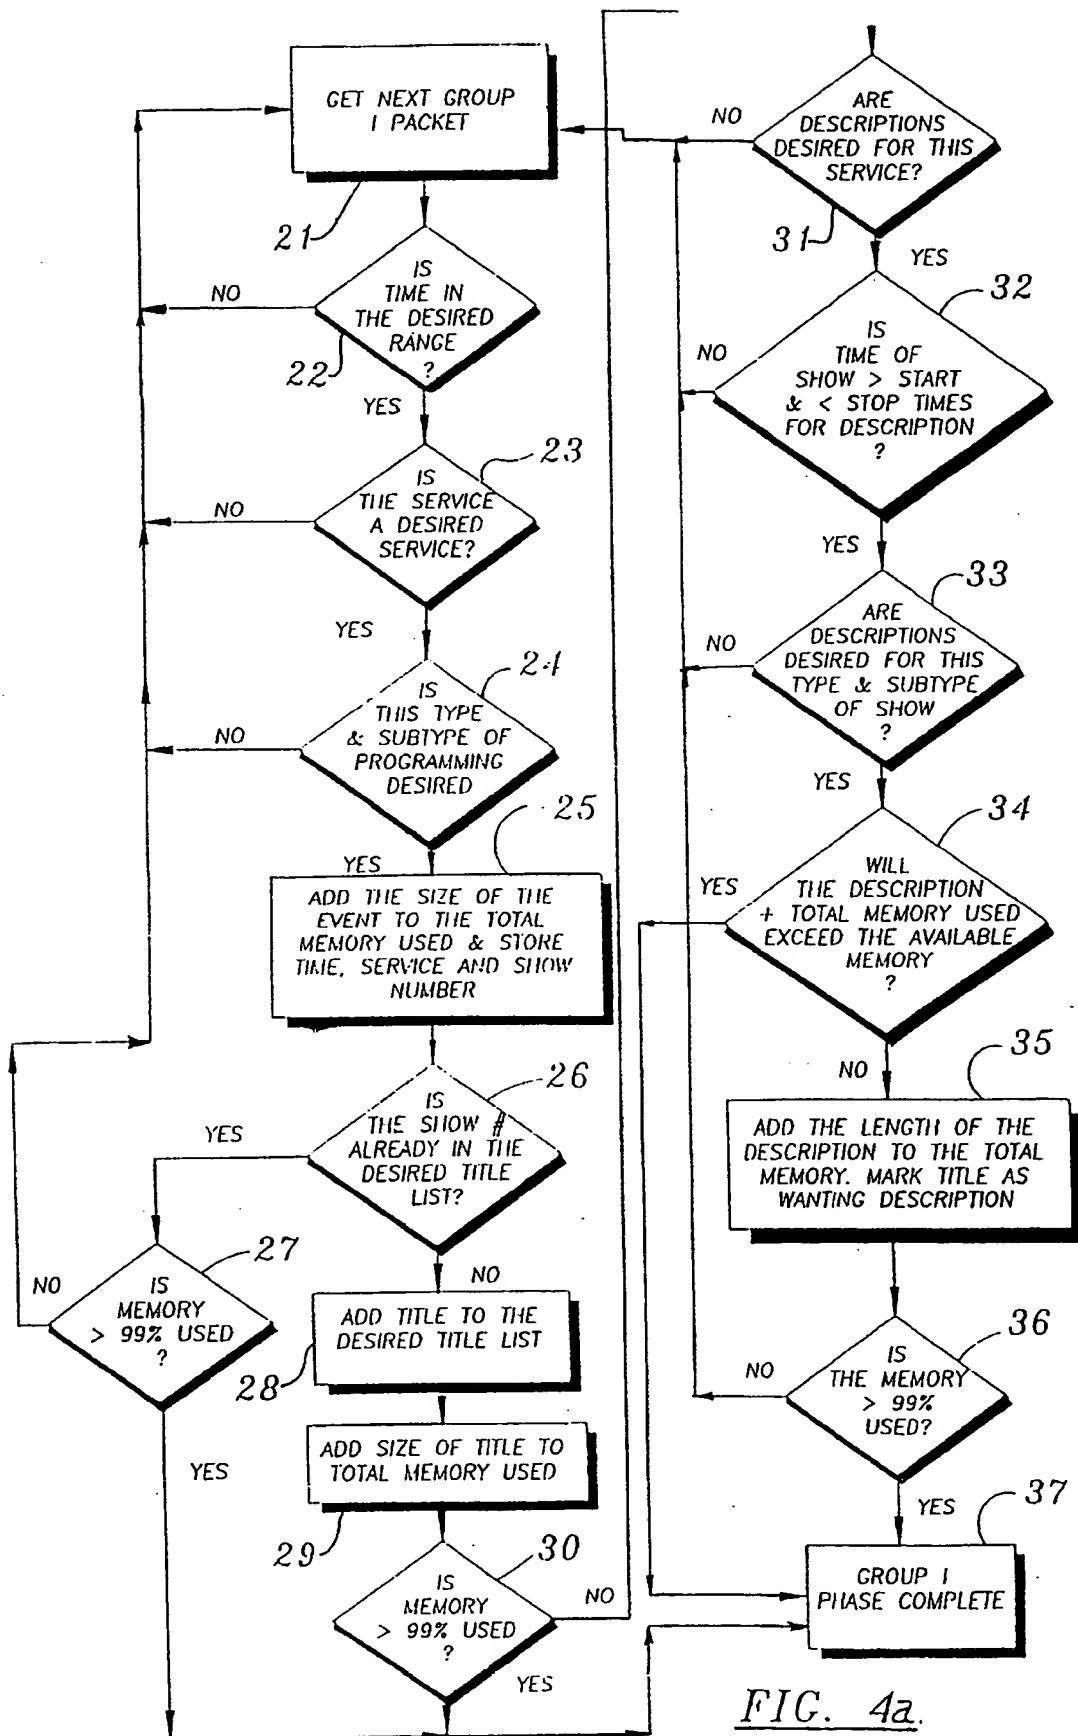 GET NEXT GROUP
1 PACKET
21
IS
TIME IN
THE DESIRED
RANGE
?
22
NO
YES
IS
THE SERVICE
A DESIRED
SERVICE?
23
NO
YES
IS
THIS TYPE
& SUBTYPE OF
PROGRAMMING
DESIRED
24
NO
YES
25
ADD THE SIZE OF THE
EVENT TO THE TOTAL
MEMORY USED & STORE
TIME, SERVICE AND SHOW
NUMBER
26
IS
THE SHOW #
ALREADY IN THE
DESIRED TITLE
LIST?
YES
NO
27
IS
MEMORY
> 99% USED
?
NO
YES
ADD TITLE TO THE
DESIRED TITLE LIST
28
ADD SIZE OF TITLE TO
TOTAL MEMORY USED
29
30
IS
MEMORY
> 99% USED
?
NO
YES
ARE
DESCRIPTIONS
DESIRED FOR THIS
SERVICE?
31
NO
YES
32
IS
TIME OF
SHOW > START
& < STOP TIMES
FOR DESCRIPTION
?
NO
YES
33
ARE
DESCRIPTIONS
DESIRED FOR THIS
TYPE & SUBTYPE
OF SHOW
?
NO
YES
34
WILL
THE DESCRIPTION
+ TOTAL MEMORY USED
EXCEED THE AVAILABLE
MEMORY
?
YES
NO
35
ADD THE LENGTH OF THE
DESCRIPTION TO THE TOTAL
MEMORY. MARK TITLE AS
WANTING DESCRIPTION
36
IS
THE MEMORY
> 99%
USED?
NO
YES
37
GROUP 1
PHASE COMPLETE
FIG. 4a.